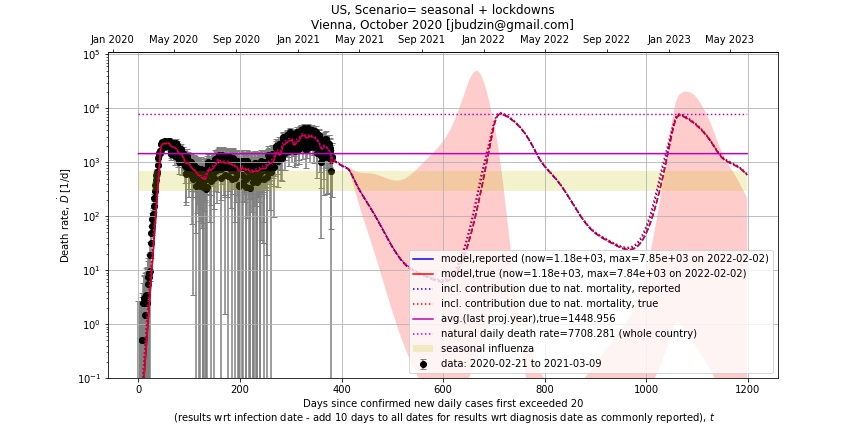 US, Scenario= seasonal + lockdowns
Vienna, October 2020 [jbudzin@gmail.com]
Jan 2020 May 2020 Sep 2020 Jan 2021 May 2021 Sep 2021 Jan 2022 May 2022 Sep 2022 Jan 2023 May 2023
10⁵
10⁴
10³
10²
10¹
10⁰
10⁻¹
Death rate, D [1/d]
model,reported (now=1.18e+03, max=7.85e+03 on 2022-02-02)
model,true (now=1.18e+03, max=7.84e+03 on 2022-02-02)
incl. contribution due to nat. mortality, reported
incl. contribution due to nat. mortality, true
avg.(last proj.year),true=1448.956
natural daily death rate=7708.281 (whole country)
seasonal influenza
data: 2020-02-21 to 2021-03-09
0 200 400 600 800 1000 1200
Days since confirmed new daily cases first exceeded 20
(results wrt infection date - add 10 days to all dates for results wrt diagnosis date as commonly reported), t